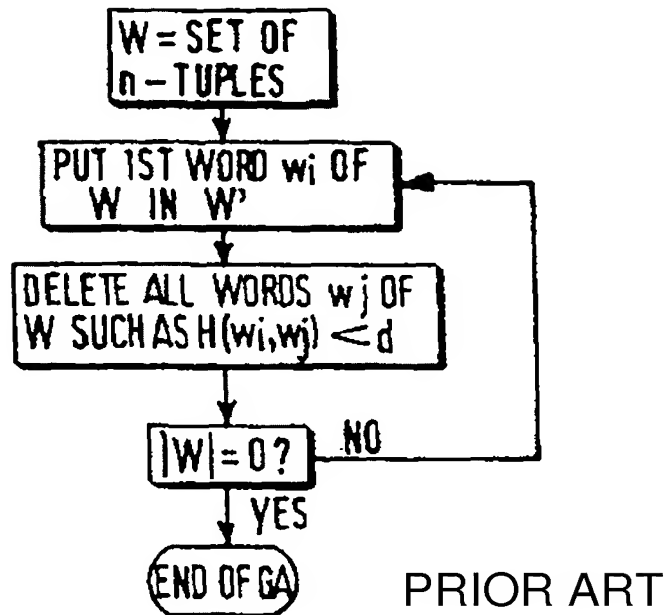 W = SET OF
n-TUPLES
PUT 1ST WORD wi OF
W IN W'
DELETE ALL WORDS wj OF
W SUCH AS H(wi,wj) < d
|W| = 0?
NO
YES
END OF GA
PRIOR ART